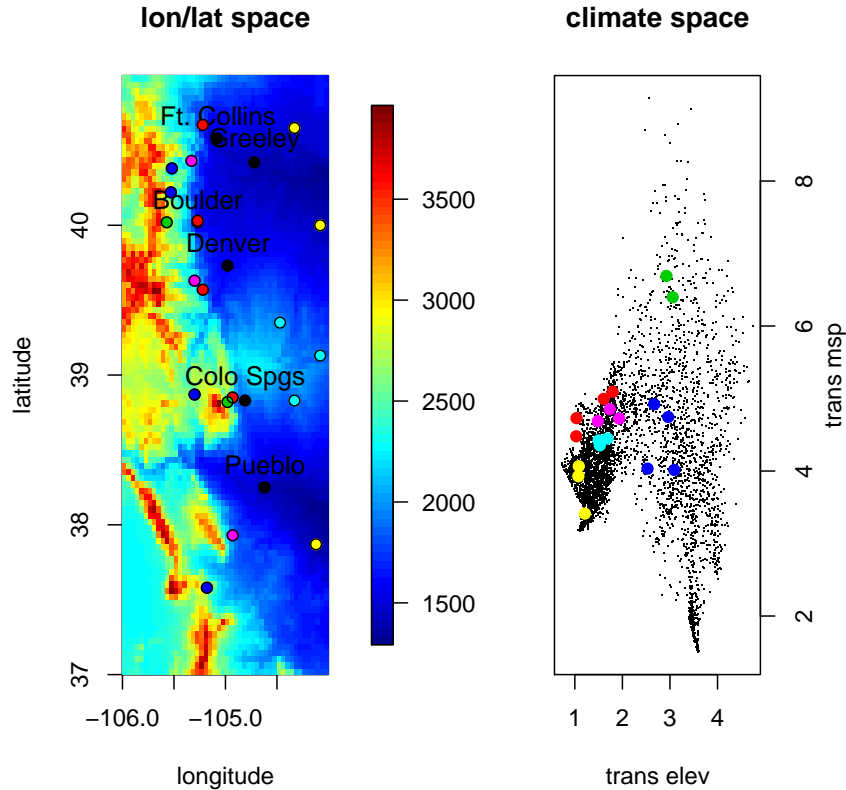 lon/lat space
climate space
Ft. Collins
Greeley
Boulder
Denver
Colo Spgs
Pueblo
latitude
37
38
39
40
−106.0
−105.0
longitude
3500
3000
2500
2000
1500
8
6
4
2
trans msp
1
2
3
4
trans elev